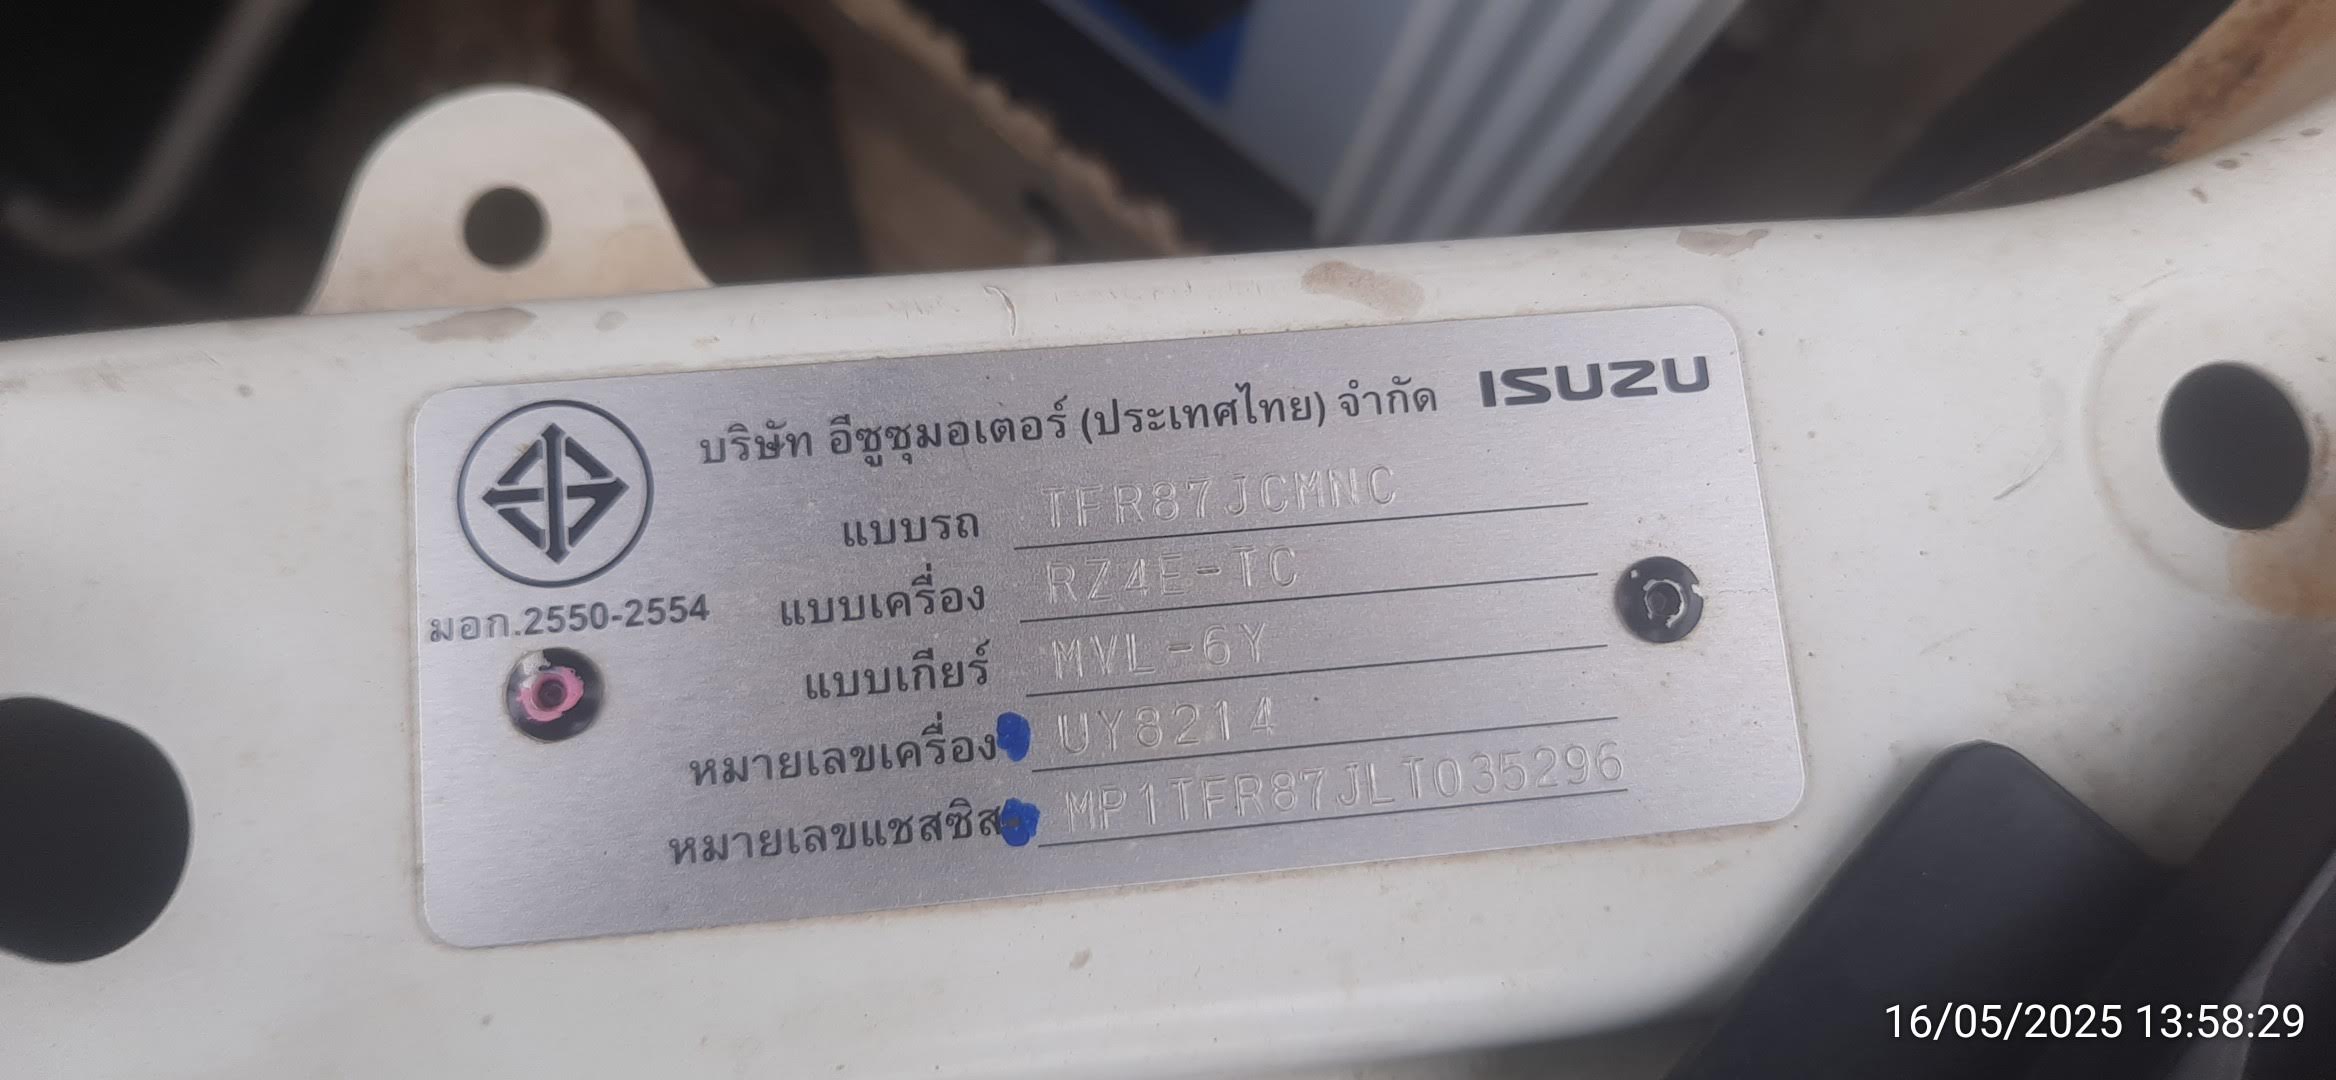 บริษัท อีซูซุมอเตอร์ (ประเทศไทย) จำกัด ISUZU
แบบรถ TFR87JCMNC
แบบเครื่อง RZ4E-TC
มอก.2550-2554
แบบเกียร์ MVL-6Y
หมายเลขเครื่อง UY8214
หมายเลขแชสซิส MP1TFR87JLT035296
16/05/2025 13:58:29